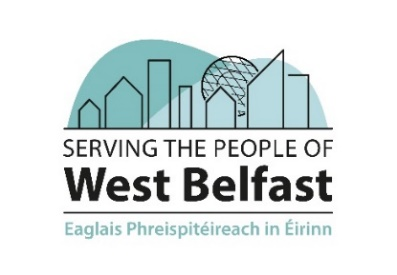 SERVING THE PEOPLE OF
West Belfast
Eaglais Phreispitéireach in Éirinn